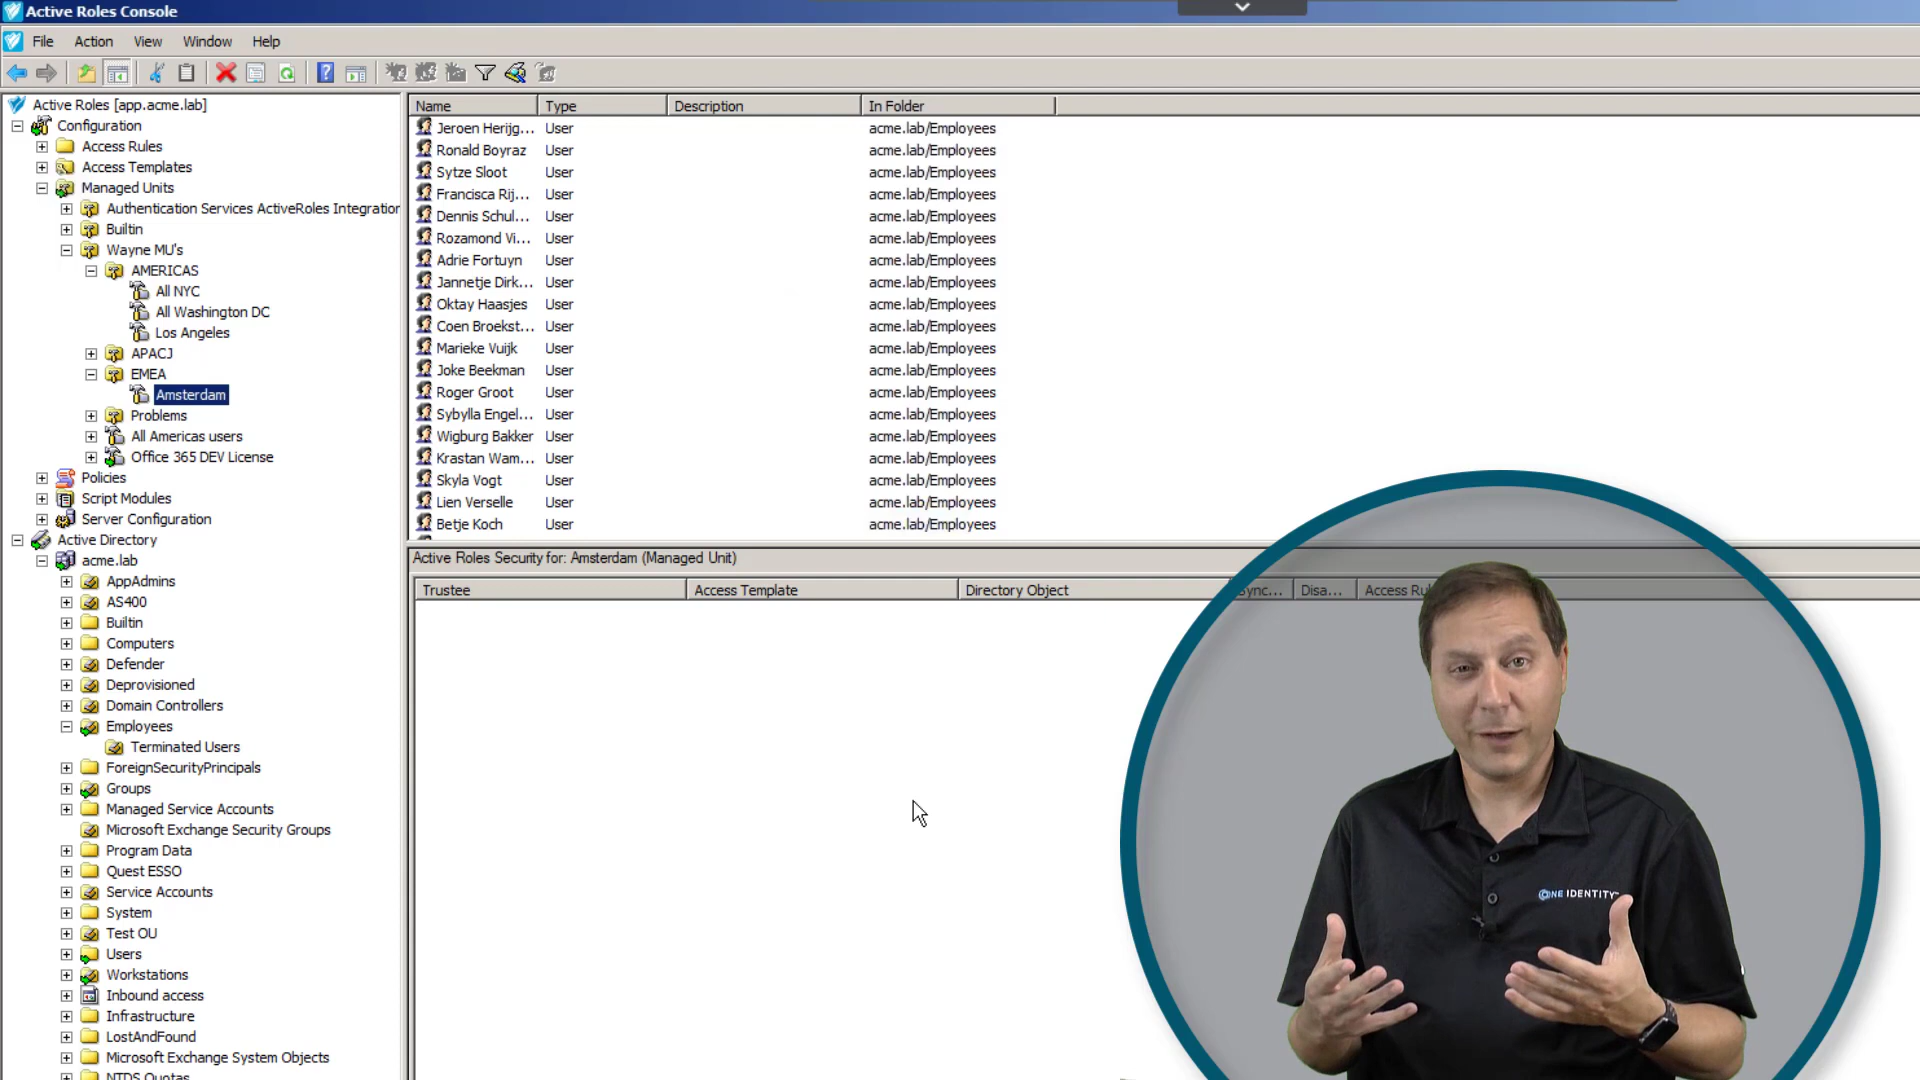 Active Roles Console
File Action View Window Help
Active Roles [app.acme.lab]
Configuration
Access Rules
Access Templates
Managed Units
Authentication Services ActiveRoles Integration
Builtin
Wayne MU's
AMERICAS
All NYC
All Washington DC
Los Angeles
APACJ
EMEA
Amsterdam
Problems
All Americas users
Office 365 DEV License
Policies
Script Modules
Server Configuration
Active Directory
acme.lab
AppAdmins
AS400
Builtin
Computers
Defender
Deprovisioned
Domain Controllers
Employees
Terminated Users
ForeignSecurityPrincipals
Groups
Managed Service Accounts
Microsoft Exchange Security Groups
Program Data
Quest ESSO
Service Accounts
System
Test OU
Users
Workstations
Inbound access
Infrastructure
LostAndFound
Microsoft Exchange System Objects
NTDS Quotas
Name Type Description In Folder
Jeroen Herijg... User acme.lab/Employees
Ronald Boyraz User acme.lab/Employees
Sytze Sloot User acme.lab/Employees
Francisca Rij... User acme.lab/Employees
Dennis Schul... User acme.lab/Employees
Rozamond Vi... User acme.lab/Employees
Adrie Fortuyn User acme.lab/Employees
Jannetje Dirk... User acme.lab/Employees
Oktay Haasjes User acme.lab/Employees
Coen Broekst... User acme.lab/Employees
Marieke Vuijk User acme.lab/Employees
Joke Beekman User acme.lab/Employees
Roger Groot User acme.lab/Employees
Sybylla Engel... User acme.lab/Employees
Wigburg Bakker User acme.lab/Employees
Krastan Wam... User acme.lab/Employees
Skyla Vogt User acme.lab/Employees
Lien Verselle User acme.lab/Employees
Betje Koch User acme.lab/Employees
Active Roles Security for: Amsterdam (Managed Unit)
Trustee Access Template Directory Object Sync... Disa... Access Ru
ONE IDENTITY